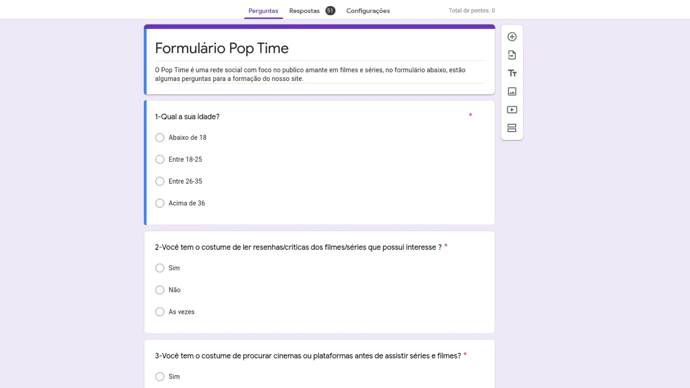 Perguntas Respostas 51 Configurações Total de pontos: 0
Formulário Pop Time
O Pop Time é uma rede social com foco no publico amante em filmes e séries, no formulário abaixo, estão
algumas perguntas para a formação do nosso site.
1-Qual a sua idade? *
Abaixo de 18
Entre 18-25
Entre 26-35
Acima de 36
2-Você tem o costume de ler resenhas/críticas dos filmes/séries que possui interesse ? *
Sim
Não
As vezes
3-Você tem o costume de procurar cinemas ou plataformas antes de assistir séries e filmes? *
Sim